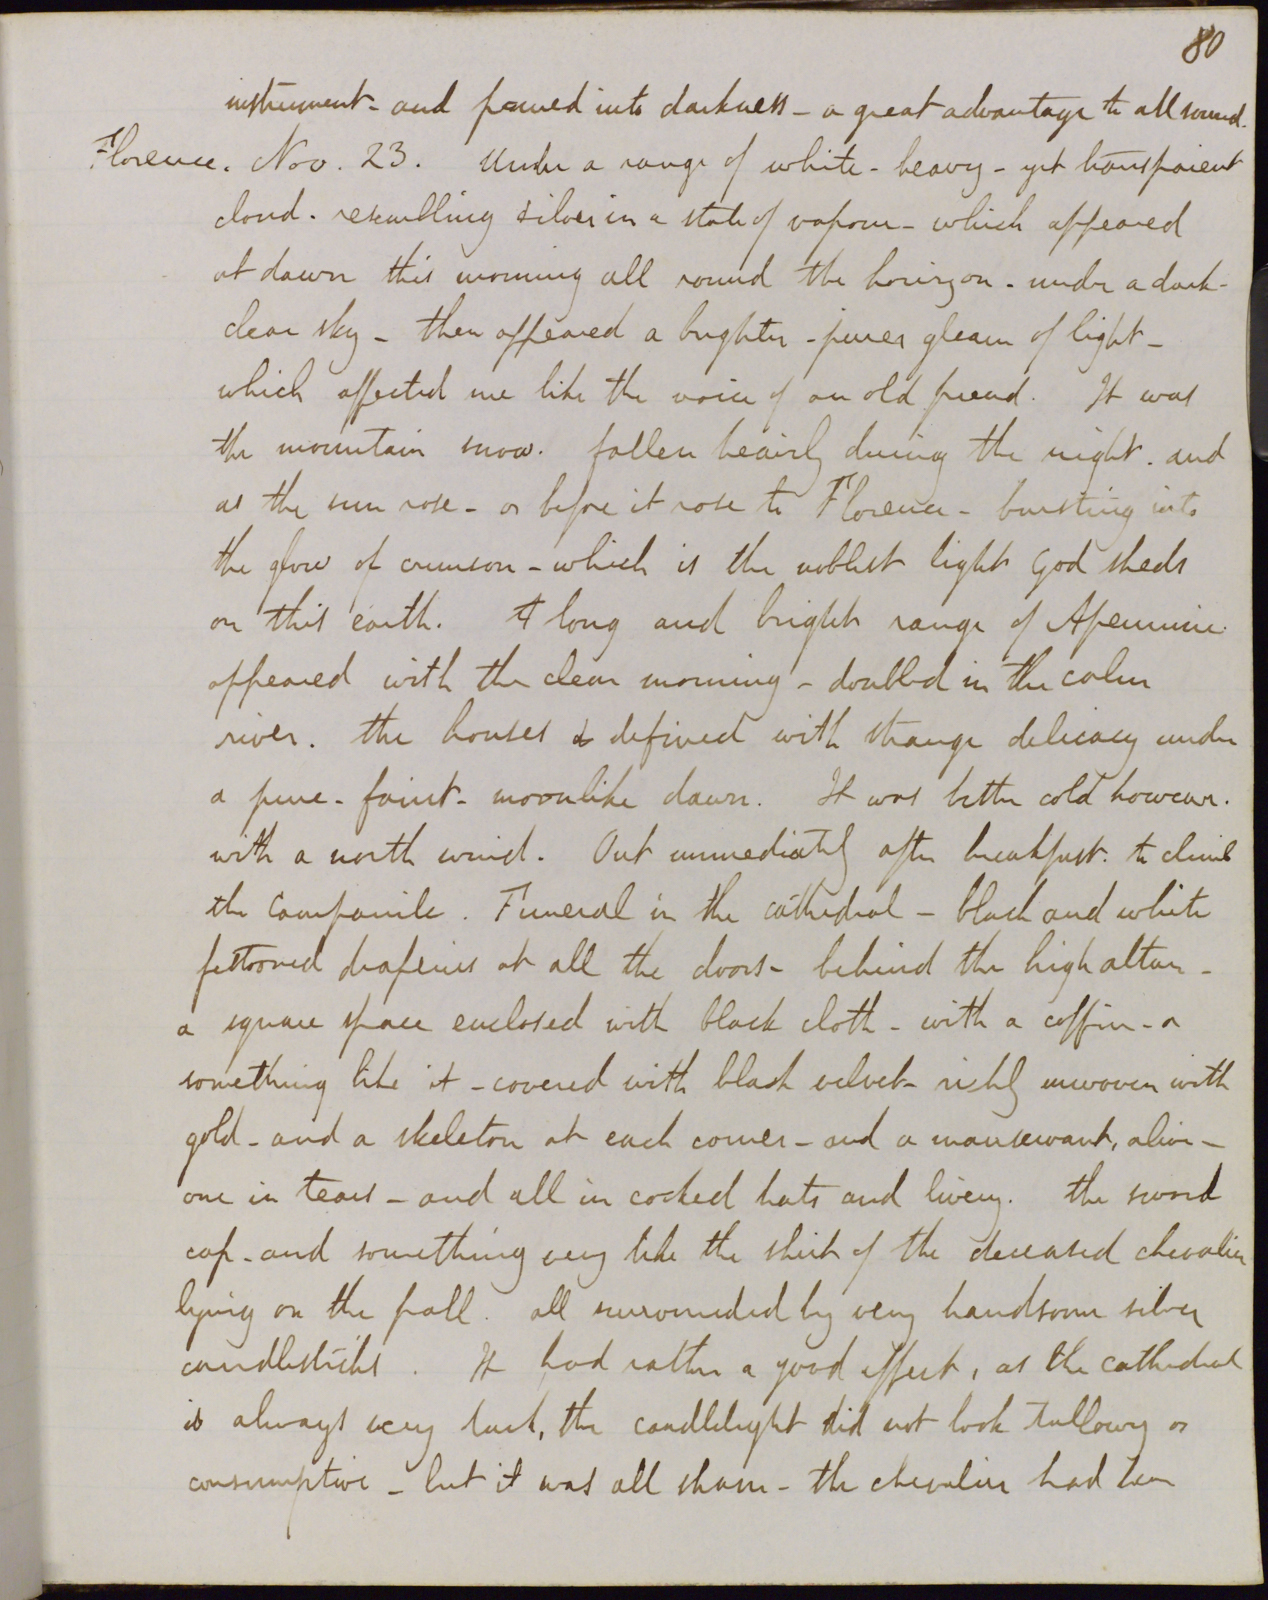 80
instrument - and poured into darkness - a great advantage to all sound.
Florence. Nov. 23. Under a range of white - heavy - yet transparent
cloud - resembling silver in a state of vapour - which appeared
at dawn this morning all round the horizon - under a dark -
clear sky - then appeared a brighter - purer gleam of light -
which affected me like the voice of an old friend. It was
the mountain snow. fallen heavily during the night. and
as the sun rose - or before it rose to Florence - bursting into
the glow of crimson - which is the noblest light God sheds
on this earth. A long and bright range of Apennine
appeared with the clear morning - doubled in the calm
river. the houses & defined with strange delicacy under
a pure - faint - moonlike dawn. It was bitter cold however.
with a north wind. Out immediately after breakfast. to climb
the Campanile. Funeral in the cathedral - black and white
festooned draperies at all the doors - behind the high altar -
a square space enclosed with black cloth - with a coffin - or
something like it - covered with black velvet - richly inwoven with
gold - and a skeleton at each corner - and a manservant, alive -
one in tears - and all in cocked hats and livery. the sword
cap - and something very like the shirt of the deceased chevalier
lying on the pall. all surrounded by very handsome silver
candlesticks. It had rather a good effect, as the cathedral
is always very dark, the candlelight did not look tallowy or
consumptive - but it was all sham - the chevalier had been